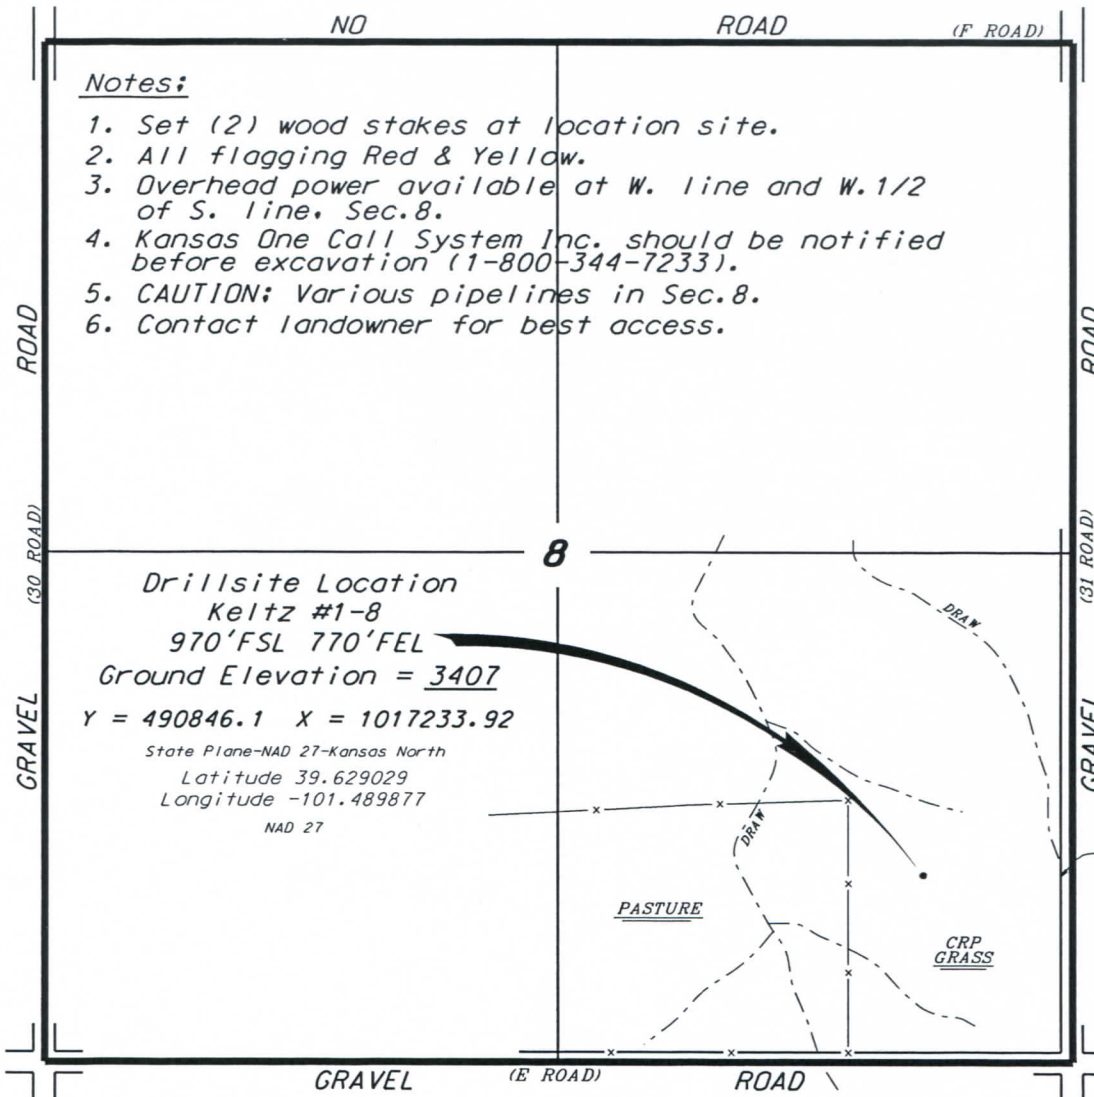 NO ROAD (F ROAD)
Notes:
1. Set (2) wood stakes at location site.
2. All flagging Red & Yellow.
3. Overhead power available at W. line and W.1/2
of S. line, Sec.8.
4. Kansas One Call System Inc. should be notified
before excavation (1-800-344-7233).
5. CAUTION: Various pipelines in Sec.8.
6. Contact landowner for best access.
ROAD
(30 ROAD)
GRAVEL
ROAD
(31 ROAD)
GRAVEL
8
Drillsite Location
Keltz #1-8
970'FSL 770'FEL
Ground Elevation = 3407
Y = 490846.1 X = 1017233.92
State Plane-NAD 27-Kansas North
Latitude 39.629029
Longitude -101.489877
NAD 27
DRAW
DRAW
PASTURE
CRP
GRASS
GRAVEL (E ROAD) ROAD